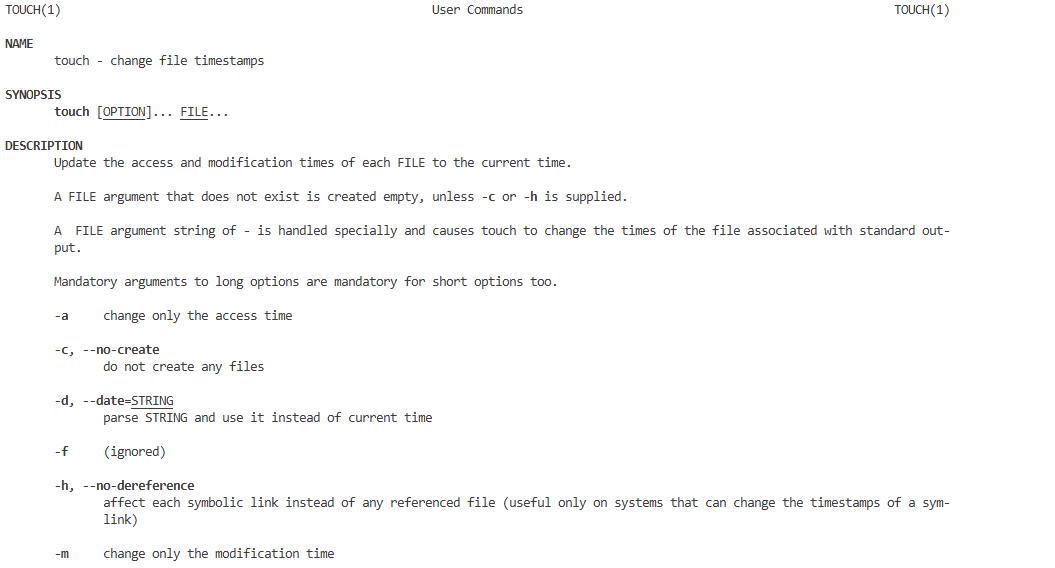 TOUCH(1) User Commands TOUCH(1)
NAME
touch - change file timestamps
SYNOPSIS
touch [OPTION]... FILE...
DESCRIPTION
Update the access and modification times of each FILE to the current time.
A FILE argument that does not exist is created empty, unless -c or -h is supplied.
A  FILE argument string of - is handled specially and causes touch to change the times of the file associated with standard out-
put.
Mandatory arguments to long options are mandatory for short options too.
-a     change only the access time
-c, --no-create
do not create any files
-d, --date=STRING
parse STRING and use it instead of current time
-f     (ignored)
-h, --no-dereference
affect each symbolic link instead of any referenced file (useful only on systems that can change the timestamps of a sym-
link)
-m     change only the modification time